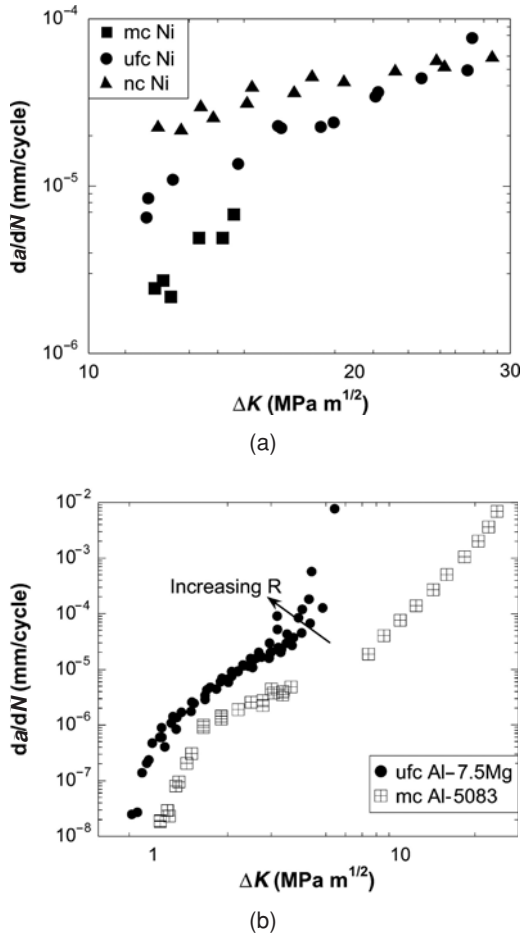 10⁻⁴
mc Ni
ufc Ni
nc Ni
da/dN (mm/cycle)
10⁻⁵
10⁻⁶
10
20
30
ΔK (MPa m¹/²)
(a)
10⁻²
10⁻³
Increasing R
10⁻⁴
da/dN (mm/cycle)
10⁻⁵
10⁻⁶
10⁻⁷
ufc Al–7.5Mg
mc Al-5083
10⁻⁸
1
10
ΔK (MPa m¹/²)
(b)